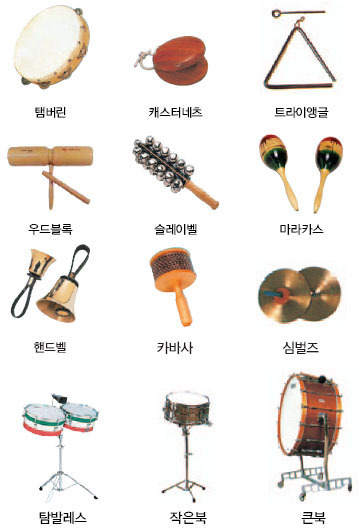 탬버린
캐스터네츠
트라이앵글
우드블록
슬레이벨
마라카스
핸드벨
카바사
심벌즈
탐발레스
작은북
큰북